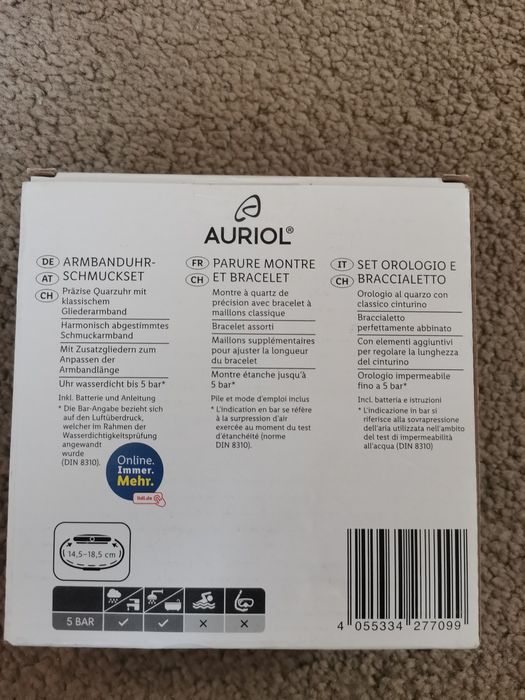 AURIOL®
DE AT CH
ARMBANDUHR-
SCHMUCKSET
Präzise Quarzuhr mit
klassischem
Gliederarmband
Harmonisch abgestimmtes
Schmuckarmband
Mit Zusatzgliedern zum
Anpassen der
Armbandlänge
Uhr wasserdicht bis 5 bar*
Inkl. Batterie und Anleitung
* Die Bar-Angabe bezieht sich
auf den Luftüberdruck,
welcher im Rahmen der
Wasserdichtigkeitsprüfung
angewandt
wurde
(DIN 8310).
FR CH
PARURE MONTRE
ET BRACELET
Montre à quartz de
précision avec bracelet à
maillons classique
Bracelet assorti
Maillons supplémentaires
pour ajuster la longueur
du bracelet
Montre étanche jusqu'à
5 bar*
Pile et mode d'emploi inclus
* L'indication en bar se réfère
à la surpression d'air
exercée au moment du test
d'étanchéité (norme
DIN 8310).
IT CH
SET OROLOGIO E
BRACCIALETTO
Orologio al quarzo con
classico cinturino
Braccialetto
perfettamente abbinato
Con elementi aggiuntivi
per regolare la lunghezza
del cinturino
Orologio impermeabile
fino a 5 bar*
Incl. batteria e istruzioni
* L'indicazione in bar si
riferisce alla sovrapressione
dell'aria utilizzata nell'ambito
del test di impermeabilità
all'acqua (DIN 8310).
Online.
Immer.
Mehr.
lidl.de
14,5–18,5 cm
5 BAR
4 055334 277099